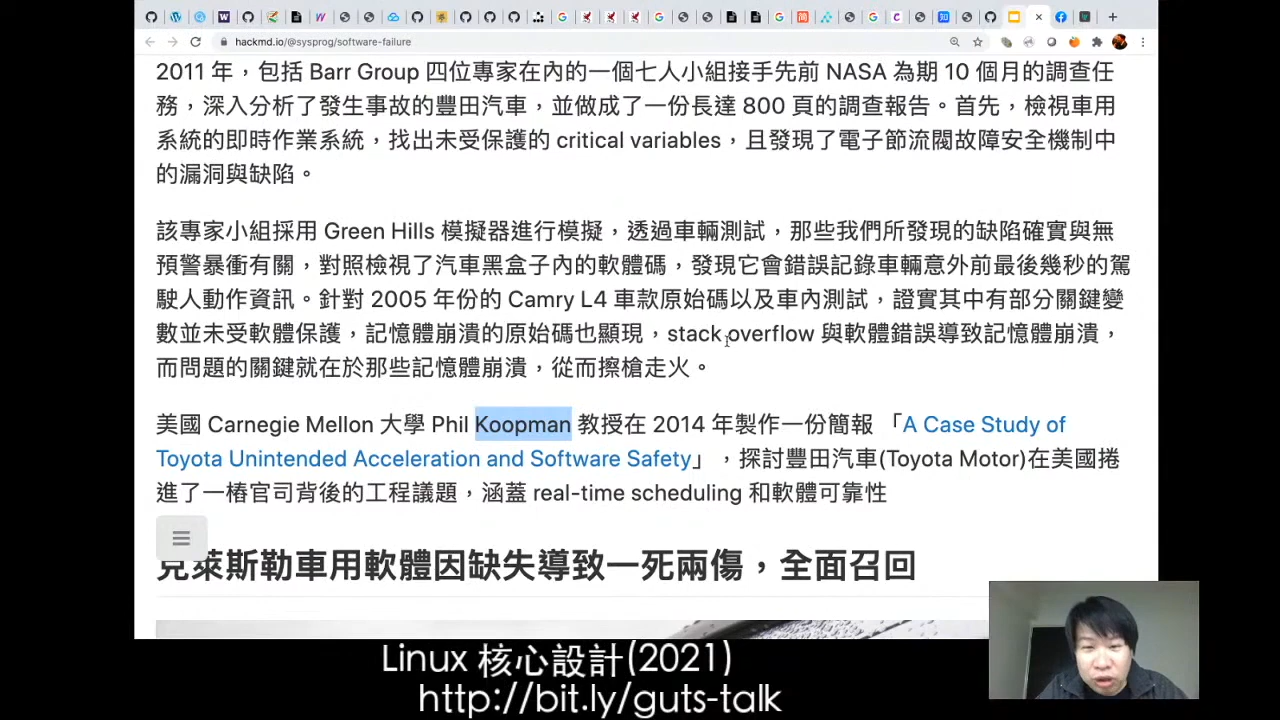 hackmd.io/@sysprog/software-failure
2011 年，包括 Barr Group 四位專家在內的一個七人小組接手先前 NASA 為期 10 個月的調查任
務，深入分析了發生事故的豐田汽車，並做成了一份長達 800 頁的調查報告。首先，檢視車用
系統的即時作業系統，找出未受保護的 critical variables，且發現了電子節流閥故障安全機制中
的漏洞與缺陷。
該專家小組採用 Green Hills 模擬器進行模擬，透過車輛測試，那些我們所發現的缺陷確實與無
預警暴衝有關，對照檢視了汽車黑盒子內的軟體碼，發現它會錯誤記錄車輛意外前最後幾秒的駕
駛人動作資訊。針對 2005 年份的 Camry L4 車款原始碼以及車內測試，證實其中有部分關鍵變
數並未受軟體保護，記憶體崩潰的原始碼也顯現，stack overflow 與軟體錯誤導致記憶體崩潰，
而問題的關鍵就在於那些記憶體崩潰，從而擦槍走火。
美國 Carnegie Mellon 大學 Phil Koopman 教授在 2014 年製作一份簡報 「A Case Study of
Toyota Unintended Acceleration and Software Safety」，探討豐田汽車(Toyota Motor)在美國捲
進了一樁官司背後的工程議題，涵蓋 real-time scheduling 和軟體可靠性
克萊斯勒車用軟體因缺失導致一死兩傷，全面召回
Linux 核心設計(2021)
http://bit.ly/guts-talk